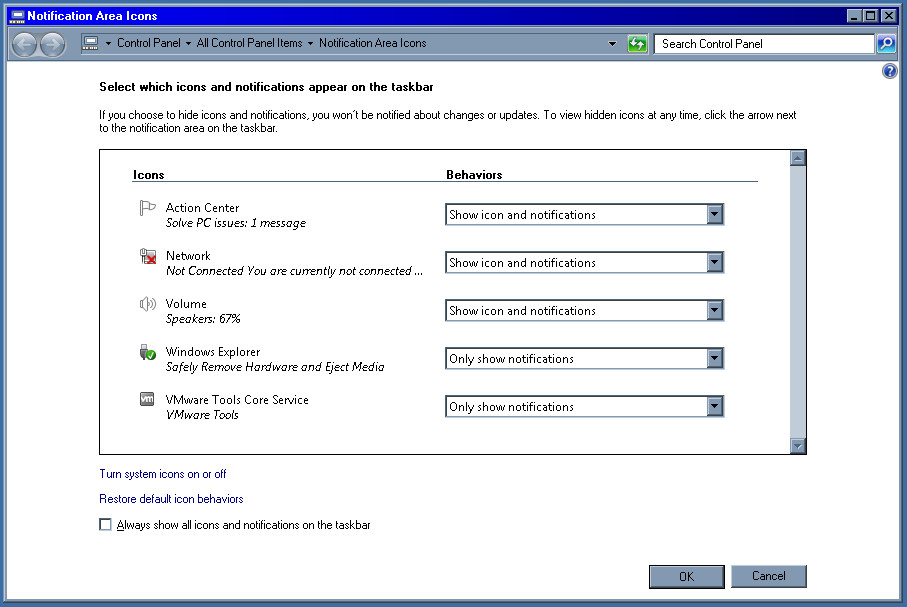 Notification Area Icons
Control Panel All Control Panel Items Notification Area Icons Search Control Panel
Select which icons and notifications appear on the taskbar
If you choose to hide icons and notifications, you won't be notified about changes or updates. To view hidden icons at any time, click the arrow next
to the notification area on the taskbar.
Icons Behaviors
Action Center Show icon and notifications
Solve PC issues: 1 message
Network Show icon and notifications
Not Connected You are currently not connected ...
Volume Show icon and notifications
Speakers: 67%
Windows Explorer Only show notifications
Safely Remove Hardware and Eject Media
vm VMware Tools Core Service Only show notifications
VMware Tools
Turn system icons on or off
Restore default icon behaviors
Always show all icons and notifications on the taskbar
OK Cancel